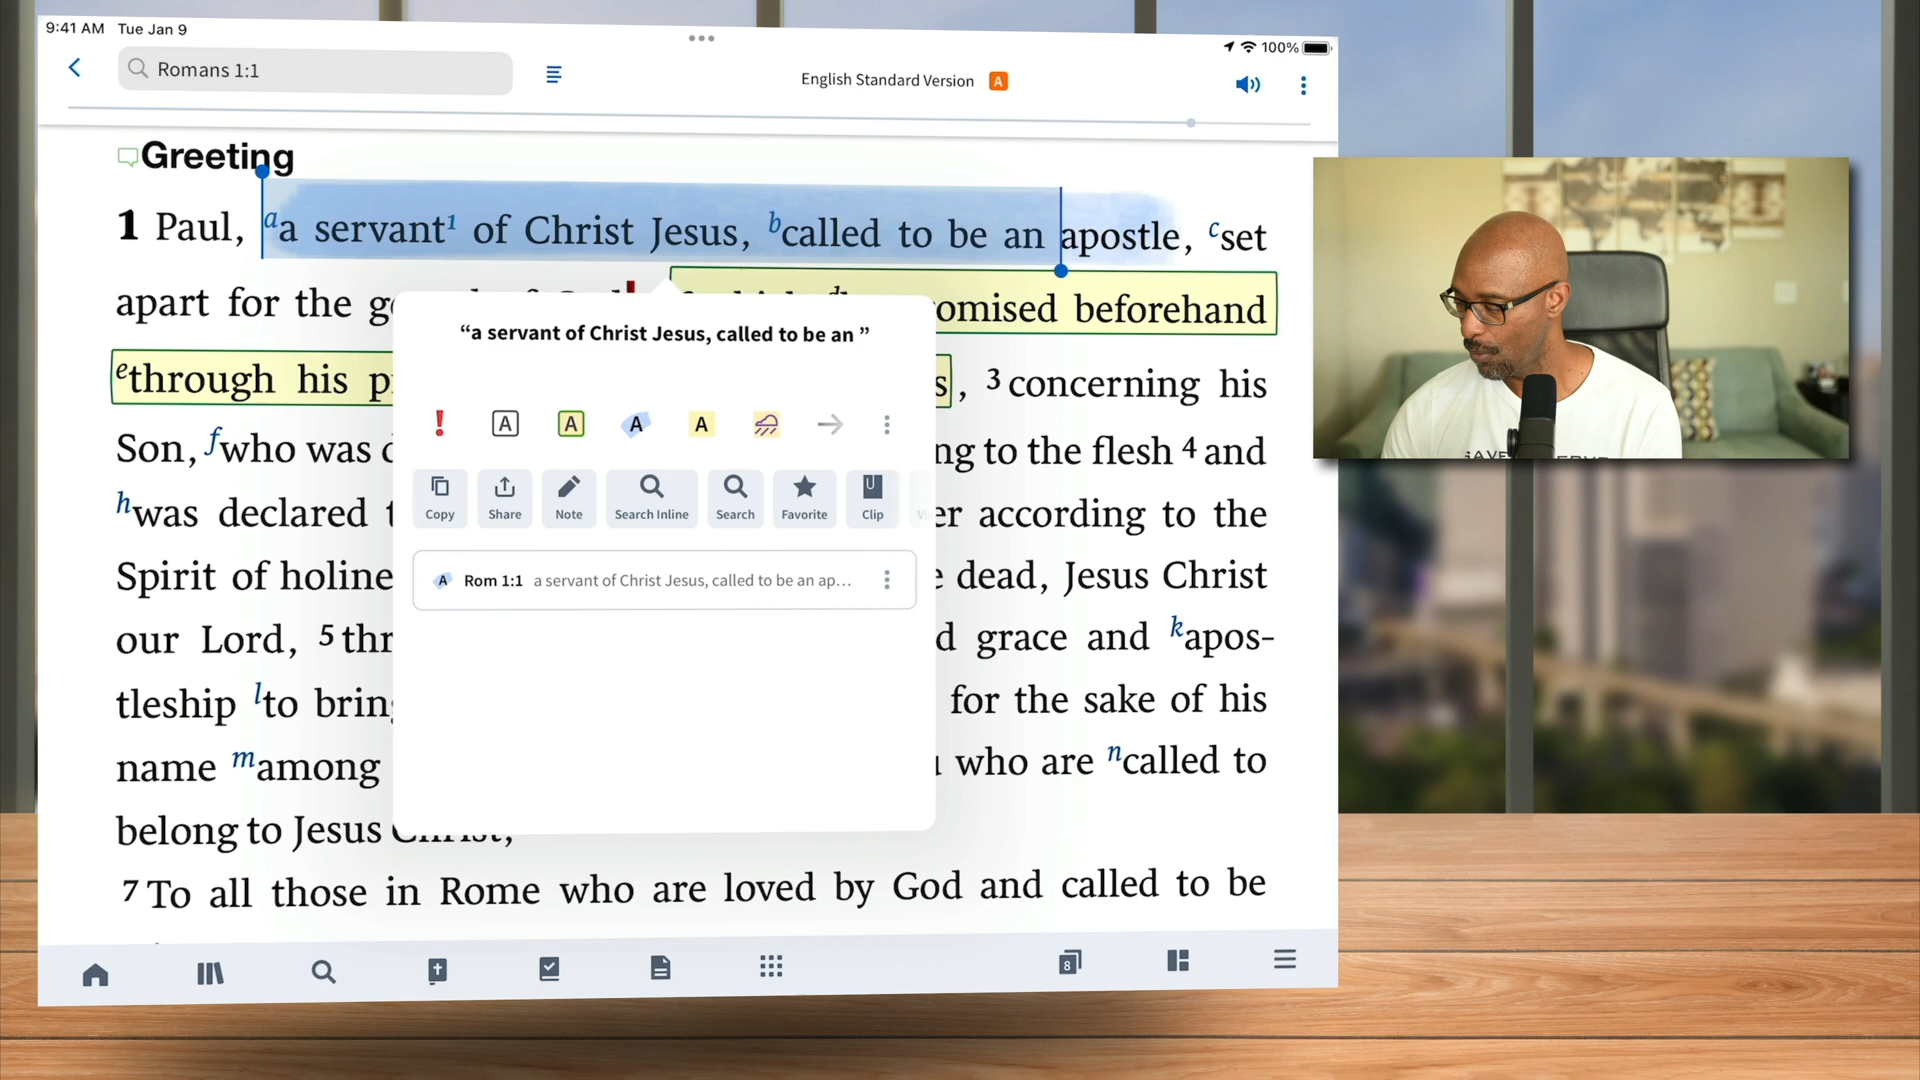 9:41 AM Tue Jan 9
100%
Romans 1:1
English Standard Version A
Greeting
1 Paul, a a servant 1 of Christ Jesus, b called to be an apostle, c set
apart for the
omised beforehand
e through his
s, 3 concerning his
Son, f who was
ng to the flesh 4 and
h was declared
er according to the
Spirit of holine
e dead, Jesus Christ
our Lord, 5 thr
d grace and k apos-
tleship l to brin
for the sake of his
name m among
who are n called to
belong to Jesus Christ,
7 To all those in Rome who are loved by God and called to be
“a servant of Christ Jesus, called to be an ”
! A A A A
Copy Share Note Search Inline Search Favorite Clip
A Rom 1:1 a servant of Christ Jesus, called to be an ap...
8